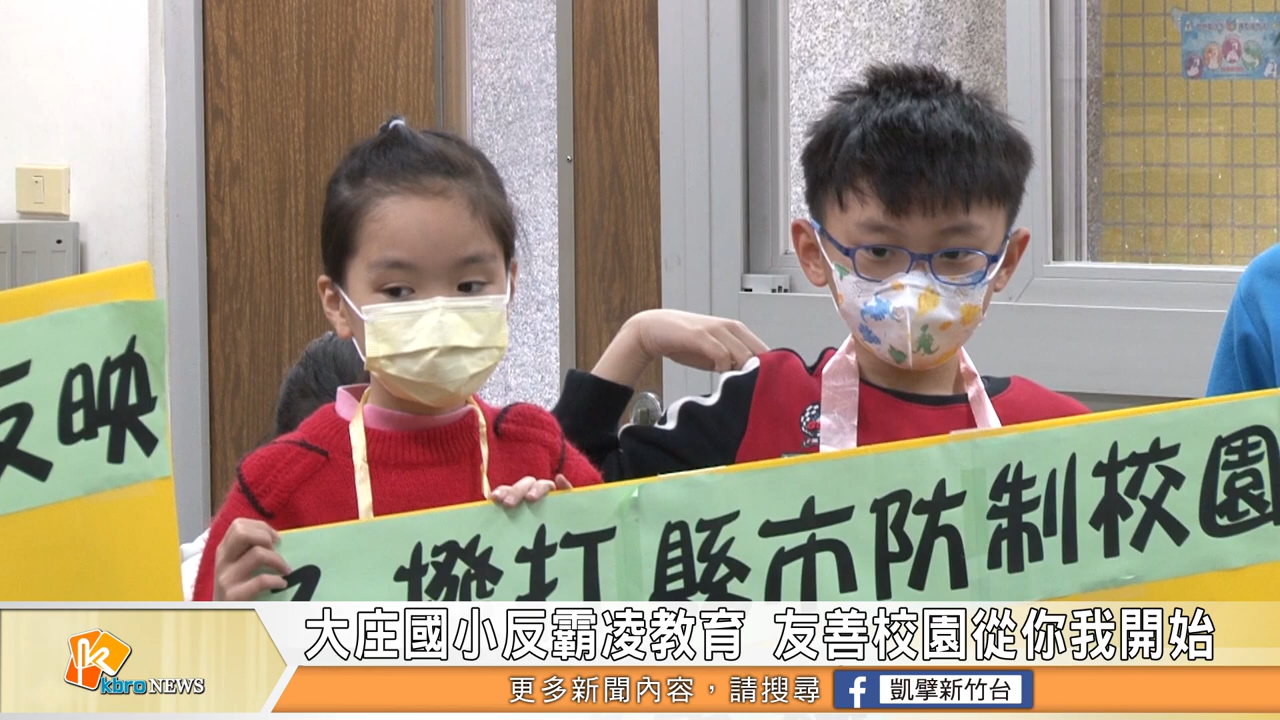 反映
撥打縣市防制校園
大庄國小反霸凌教育 友善校園從你我開始
kbro NEWS
更多新聞內容，請搜尋 f 凱擘新竹台